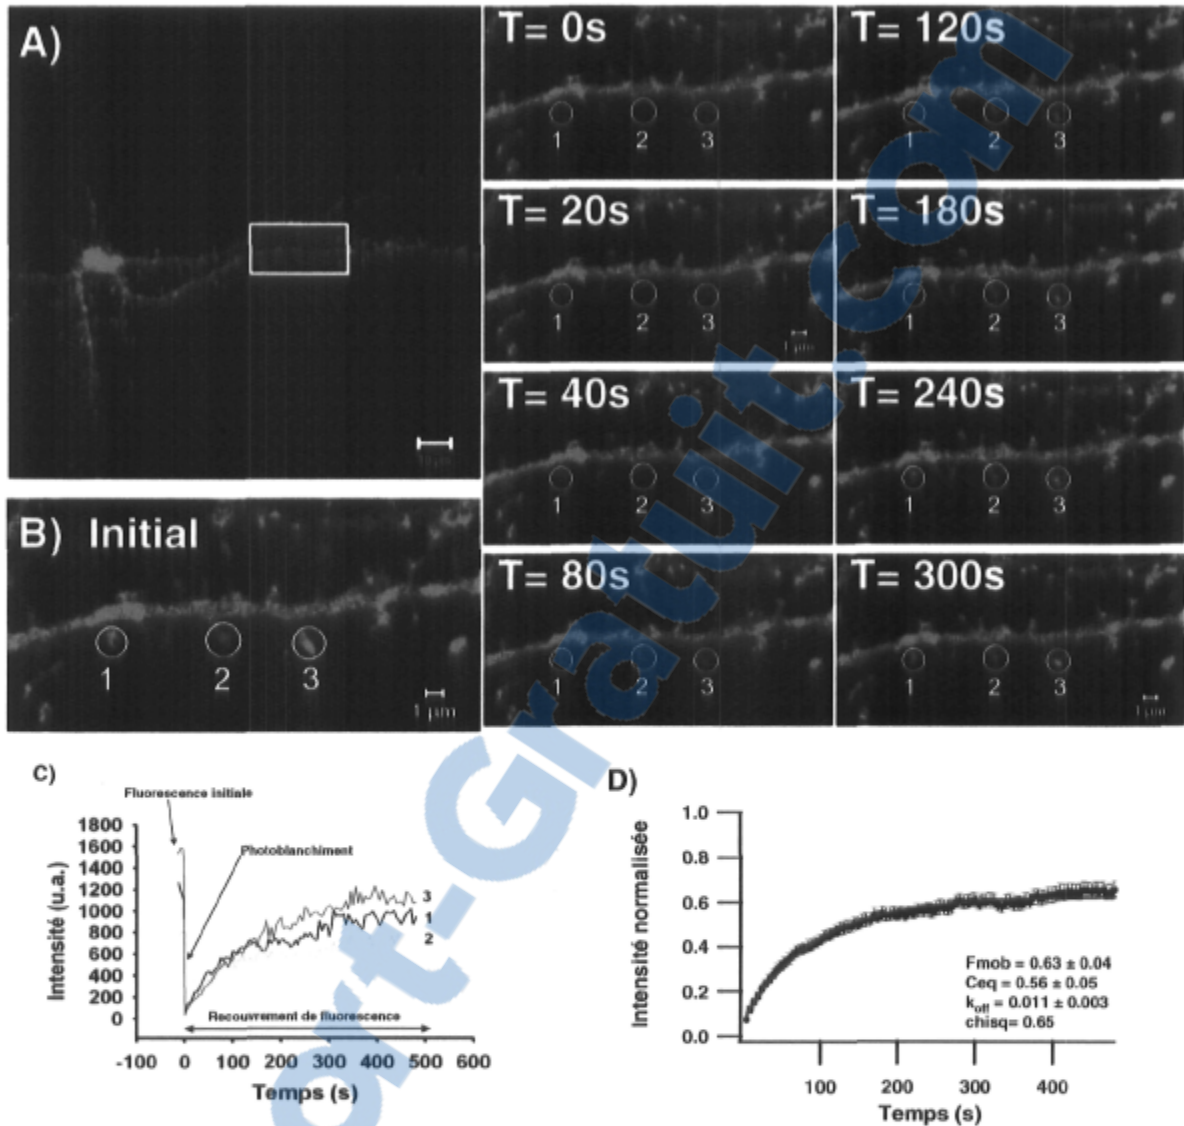 A)
B) Initial
1
2
3
1 µm
T= 0s
1
2
3
T= 120s
1
2
3
T= 20s
1
2
3
1 µm
T= 180s
1
2
3
T= 40s
1
2
3
T= 240s
1
2
3
T= 80s
1
2
3
T= 300s
1
2
3
1 µm
C)
Fluorescence initiale
Photoblanchiment
1800
1600
1400
1200
1000
800
600
400
200
0
Intensité (u.a.)
3
1
2
Recouvrement de fluorescence
-100 0 100 200 300 400 500 600
Temps (s)
D)
1.0
0.8
0.6
0.4
0.2
0.0
Intensité normalisée
Fmob = 0.63 ± 0.04
Ceq = 0.56 ± 0.05
koff = 0.011 ± 0.003
chisq= 0.65
100 200 300 400
Temps (s)
ort-Gratuit.com